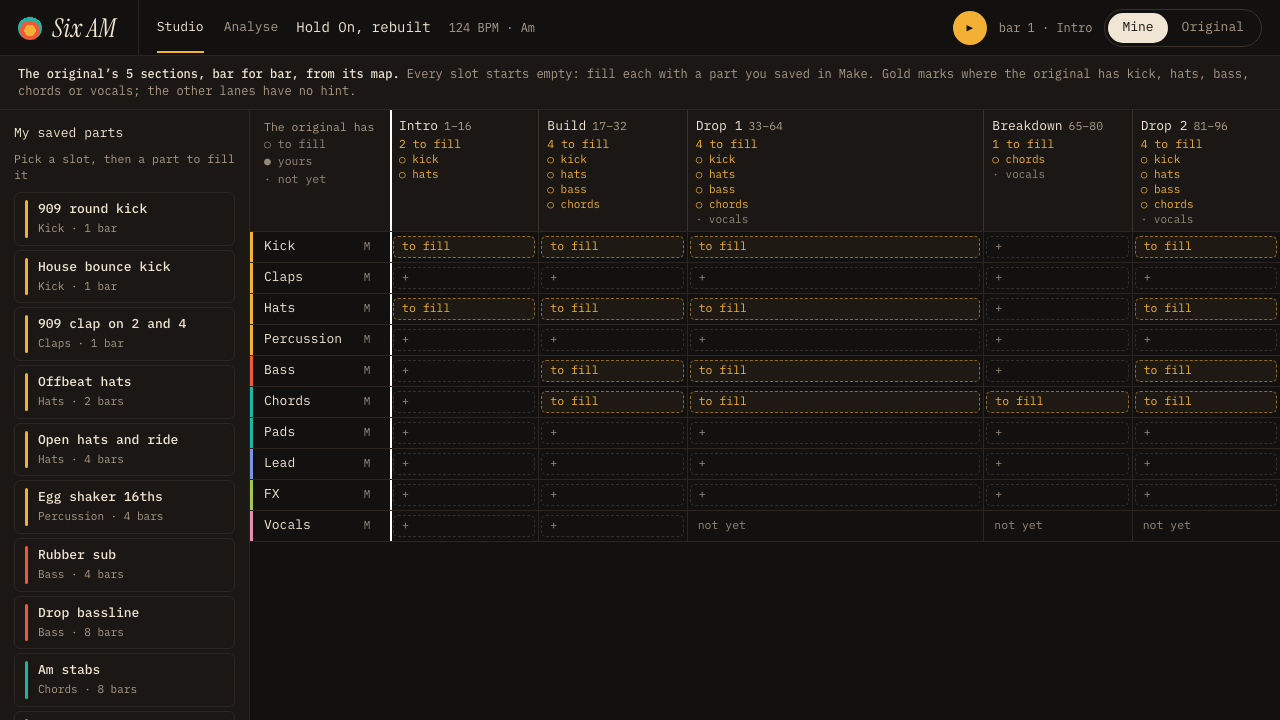 Six AM
Studio Analyse Hold On, rebuilt 124 BPM · Am
▶ bar 1 · Intro Mine Original
The original’s 5 sections, bar for bar, from its map. Every slot starts empty: fill each with a part you saved in Make. Gold marks where the original has kick, hats, bass,
chords or vocals; the other lanes have no hint.
My saved parts
Pick a slot, then a part to fill
it
909 round kick
Kick · 1 bar
House bounce kick
Kick · 1 bar
909 clap on 2 and 4
Claps · 1 bar
Offbeat hats
Hats · 2 bars
Open hats and ride
Hats · 4 bars
Egg shaker 16ths
Percussion · 4 bars
Rubber sub
Bass · 4 bars
Drop bassline
Bass · 8 bars
Am stabs
Chords · 8 bars
The original has
○ to fill
● yours
· not yet
Intro 1–16
2 to fill
○ kick
○ hats
Build 17–32
4 to fill
○ kick
○ hats
○ bass
○ chords
Drop 1 33–64
4 to fill
○ kick
○ hats
○ bass
○ chords
· vocals
Breakdown 65–80
1 to fill
○ chords
· vocals
Drop 2 81–96
4 to fill
○ kick
○ hats
○ bass
○ chords
· vocals
Kick M to fill to fill to fill + to fill
Claps M + + + + +
Hats M to fill to fill to fill + to fill
Percussion M + + + + +
Bass M + to fill to fill + to fill
Chords M + to fill to fill to fill to fill
Pads M + + + + +
Lead M + + + + +
FX M + + + + +
Vocals M + + not yet not yet not yet